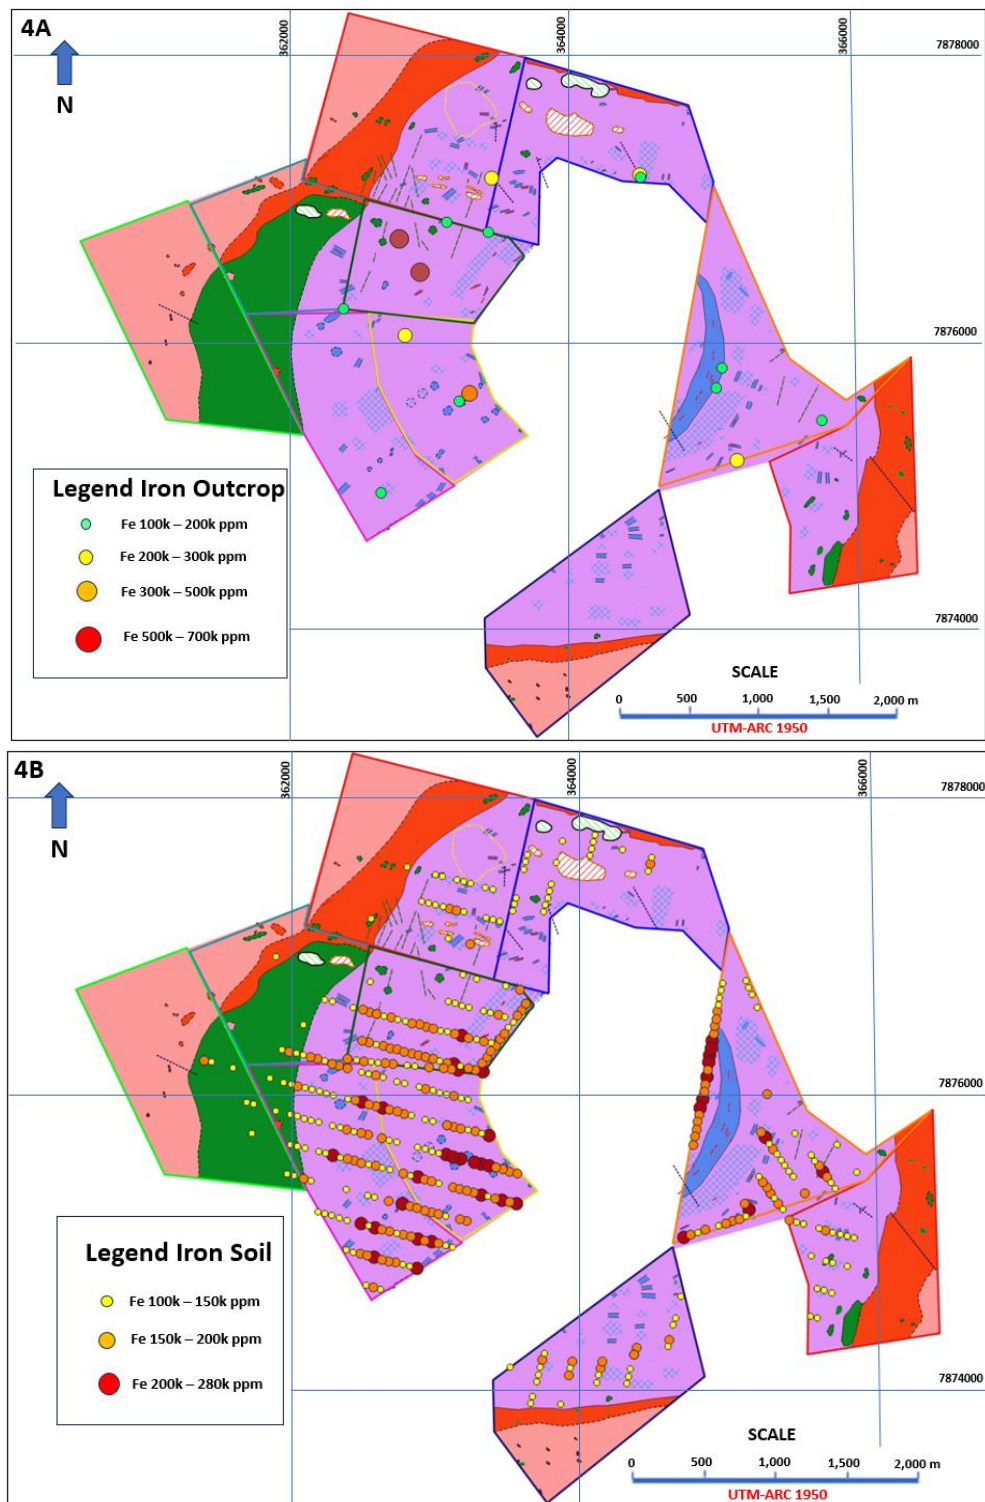 4A
N
362000
364000
366000
7878000
7876000
7874000
Legend Iron Outcrop
Fe 100k – 200k ppm
Fe 200k – 300k ppm
Fe 300k – 500k ppm
Fe 500k – 700k ppm
SCALE
0 500 1,000 1,500 2,000 m
UTM-ARC 1950
4B
N
362000
364000
366000
7878000
7876000
7874000
Legend Iron Soil
Fe 100k – 150k ppm
Fe 150k – 200k ppm
Fe 200k – 280k ppm
SCALE
0 500 1,000 1,500 2,000 m
UTM-ARC 1950